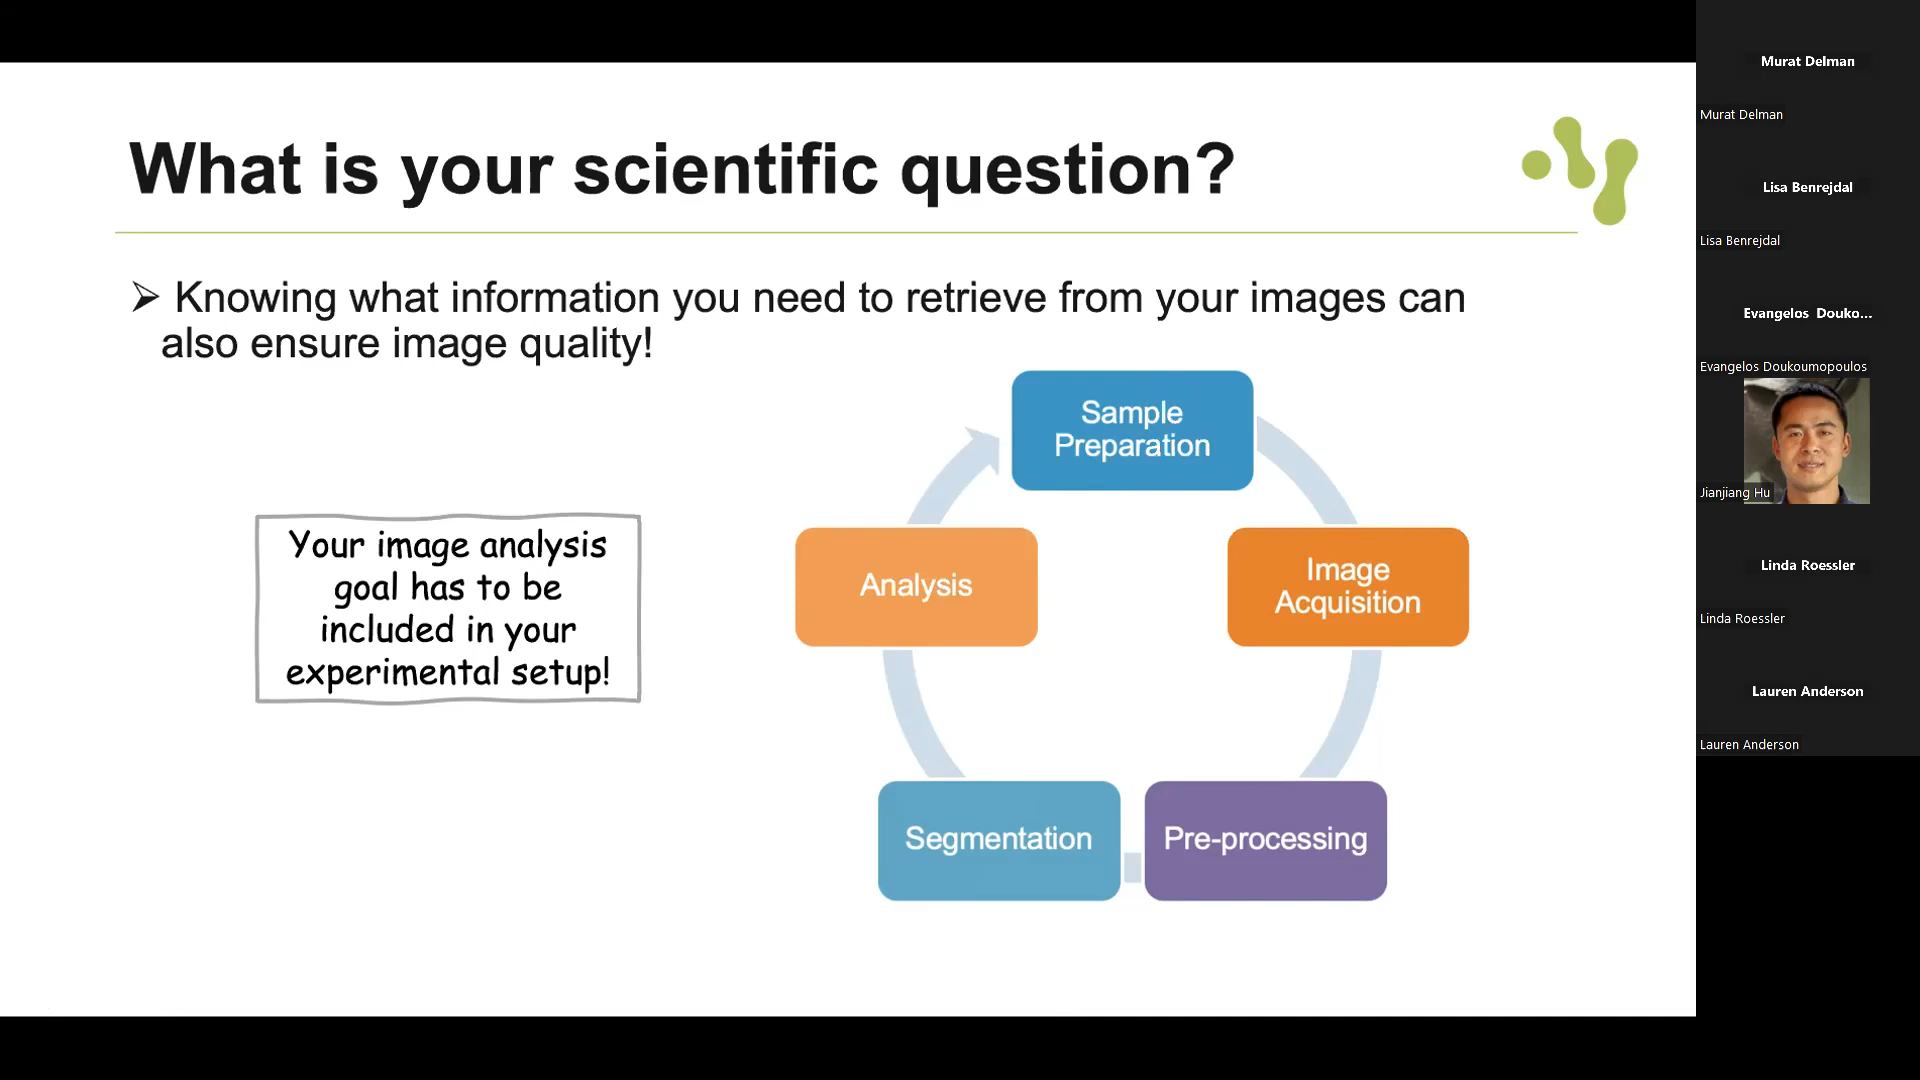 What is your scientific question?
➢ Knowing what information you need to retrieve from your images can
also ensure image quality!
Your image analysis
goal has to be
included in your
experimental setup!
Sample
Preparation
Image
Acquisition
Pre-processing
Segmentation
Analysis
Murat Delman
Murat Delman
Lisa Benrejdal
Lisa Benrejdal
Evangelos Douko...
Evangelos Doukoumopoulos
Jianjiang Hu
Linda Roessler
Linda Roessler
Lauren Anderson
Lauren Anderson